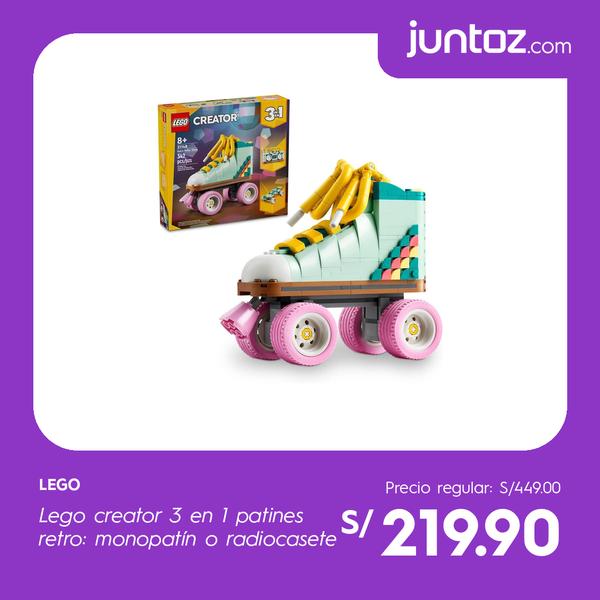 juntoz.com
LEGO CREATOR 3in1
8+
LEGO
Precio regular: S/449.00
Lego creator 3 en 1 patines
retro: monopatín o radiocasete
S/ 219.90